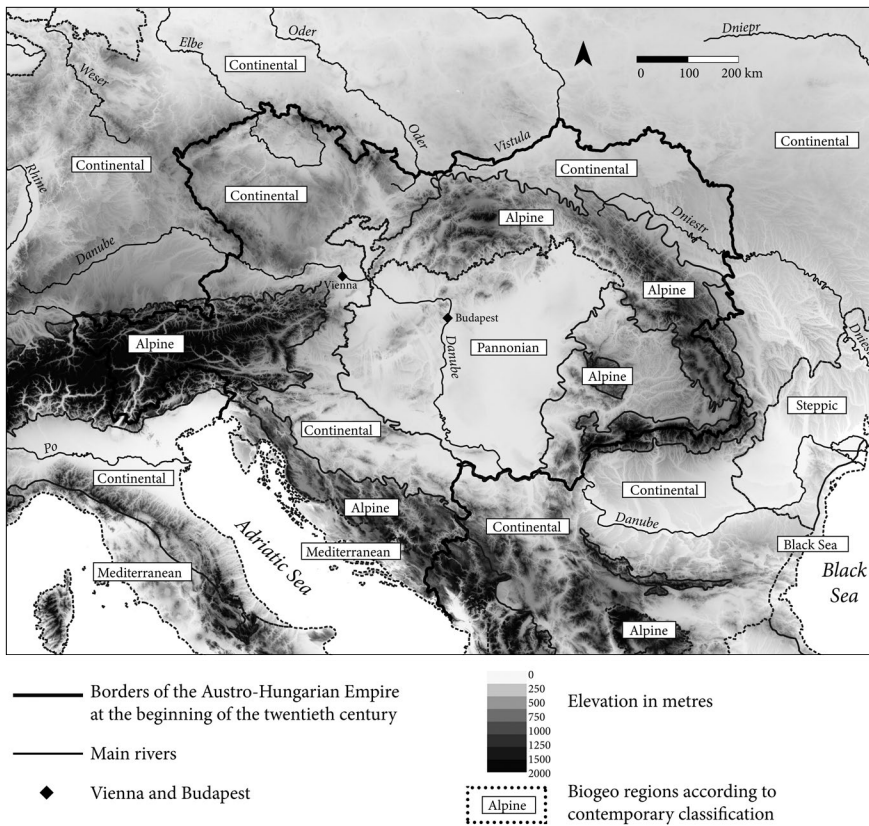 Dniepr
Oder
Elbe
Continental
0 100 200 km
Weser
Oder
Vistula
Continental
Continental
Continental
Rhine
Continental
Alpine
Dniestr
Danube
Vienna
Alpine
Budapest
Dniestr
Alpine
Pannonian
Danube
Alpine
Steppic
Continental
Po
Continental
Continental
Alpine
Danube
Continental
Adriatic Sea
Mediterranean
Black Sea
Mediterranean
Black
Sea
Alpine
Borders of the Austro-Hungarian Empire
at the beginning of the twentieth century
Main rivers
Vienna and Budapest
0
250
500
750
1000
1250
1500
2000
Elevation in metres
Alpine
Biogeo regions according to
contemporary classification